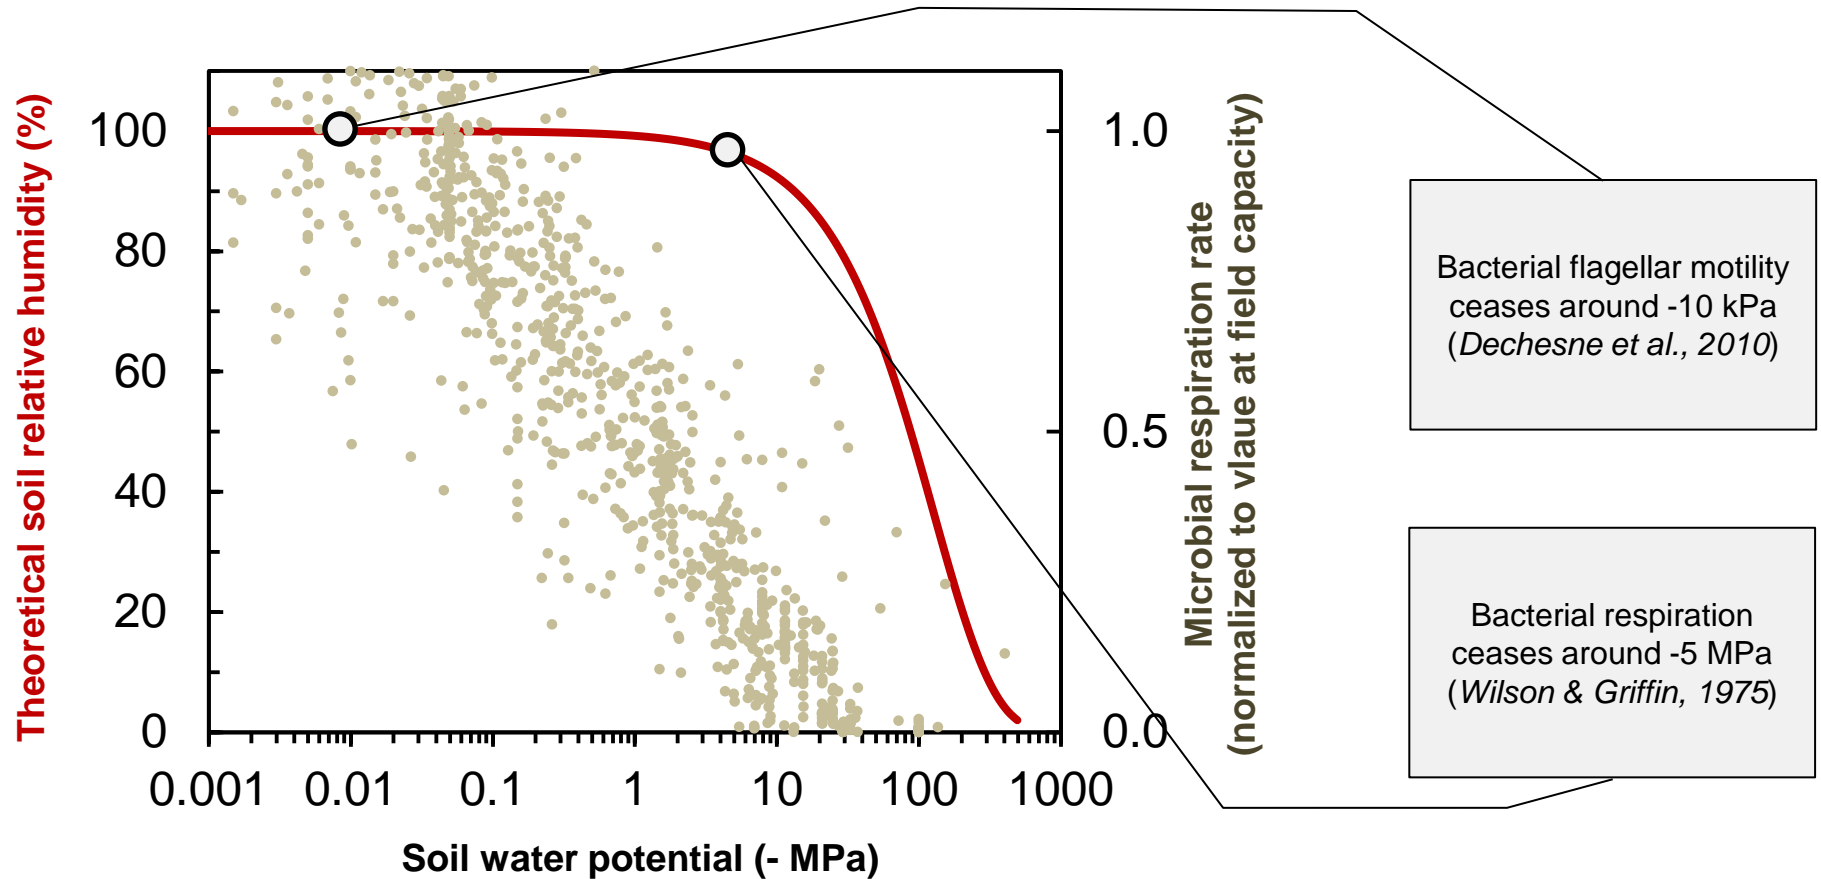 Theoretical soil relative humidity (%)
100
80
60
40
20
0
0.001
0.01
0.1
1
10
100
1000
Soil water potential (- MPa)
1.0
0.5
0.0
Microbial respiration rate
(normalized to vlaue at field capacity)
Bacterial flagellar motility
ceases around -10 kPa
(Dechesne et al., 2010)
Bacterial respiration
ceases around -5 MPa
(Wilson & Griffin, 1975)